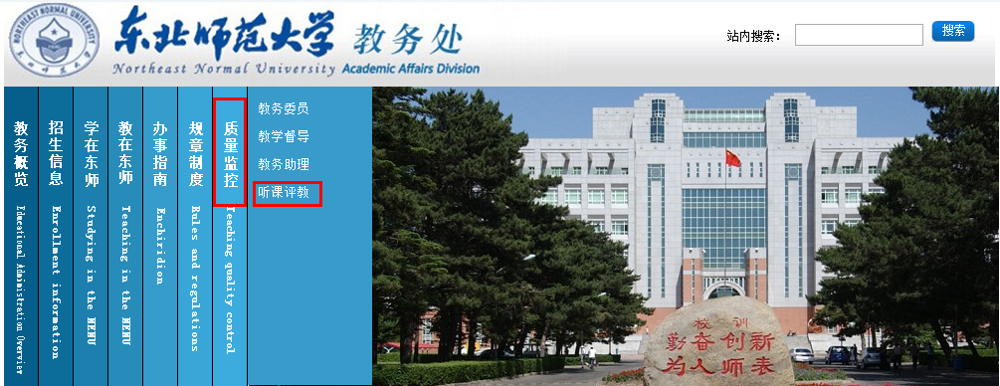 NORTHEAST NORMAL UNIVERSITY
东北师范大学
东北师范大学 教务处
Northeast Normal University Academic Affairs Division
站内搜索：
搜索
教务概览
Educational Administration Overview
招生信息
Enrollment information
学在东师
Studying in the NENU
教在东师
Teaching in the NENU
办事指南
Enchiridion
规章制度
Rules and regulations
质量监控
Teaching quality control
教务委员
教学督导
教务助理
听课评教
校训
勤奋创新
为人师表